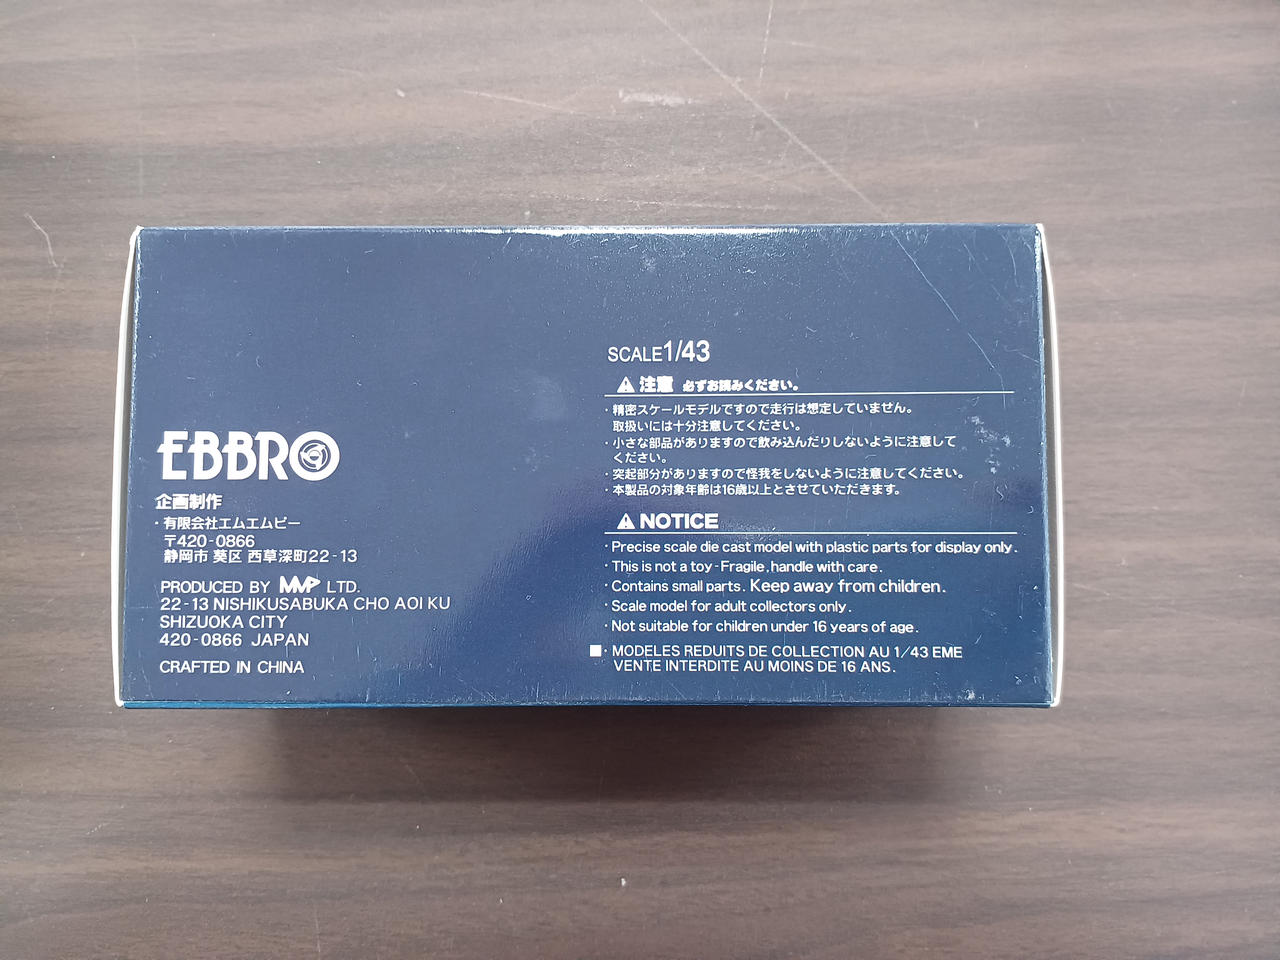 EBBRO
企画制作
・有限会社エムエムピー
〒420-0866
静岡市 葵区 西草深町22-13
PRODUCED BY MMP LTD.
22-13 NISHIKUSABUKA CHO AOI KU
SHIZUOKA CITY
420-0866 JAPAN
CRAFTED IN CHINA
SCALE1/43
⚠注意 必ずお読みください。
・精密スケールモデルですので走行は想定していません。
取扱いには十分注意してください。
・小さな部品がありますので飲み込んだりしないように注意して
ください。
・突起部分がありますので怪我をしないように注意してください。
・本製品の対象年齢は16歳以上とさせていただきます。
⚠NOTICE
・Precise scale die cast model with plastic parts for display only.
・This is not a toy-Fragile,handle with care.
・Contains small parts. Keep away from children.
・Scale model for adult collectors only.
・Not suitable for children under 16 years of age.
■・MODELES REDUITS DE COLLECTION AU 1/43 EME
VENTE INTERDITE AU MOINS DE 16 ANS.